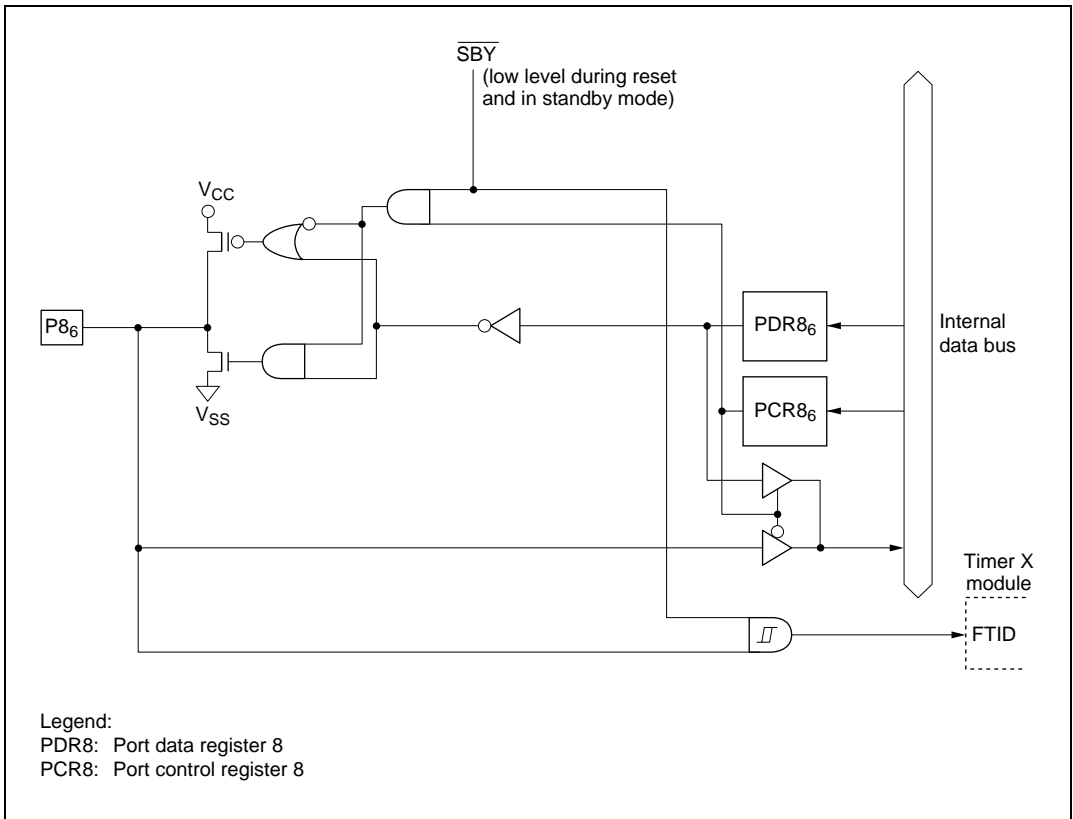 SBY
(low level during reset
and in standby mode)
VCC
P86
VSS
PDR86
PCR86
Internal
data bus
Timer X
module
FTID
Legend:
PDR8: Port data register 8
PCR8: Port control register 8